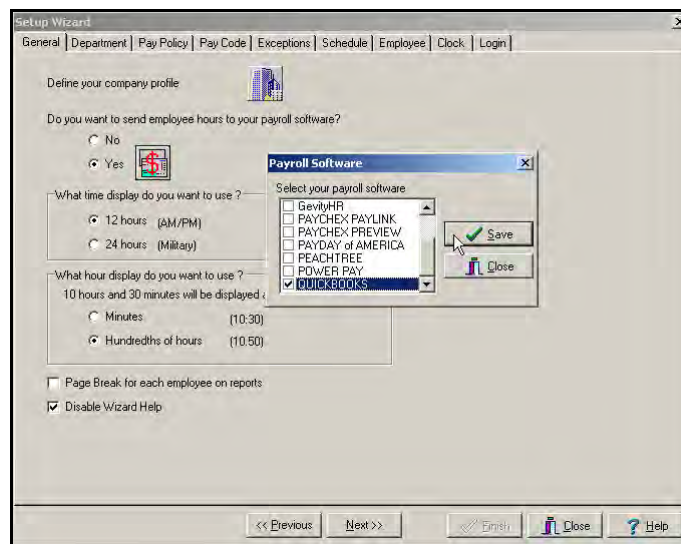 Setup Wizard
General Department Pay Policy Pay Code Exceptions Schedule Employee Clock Login
Define your company profile
Do you want to send employee hours to your payroll software?
No
Yes
Payroll Software
Select your payroll software
GevityHR
PAYCHEX PAYLINK
PAYCHEX PREVIEW
PAYDAY of AMERICA
PEACHTREE
POWER PAY
QUICKBOOKS
Save
Close
What time display do you want to use ?
12 hours (AM/PM)
24 hours (Military)
What hour display do you want to use ?
10 hours and 30 minutes will be displayed
Minutes (10:30)
Hundredths of hours (10.50)
Page Break for each employee on reports
Disable Wizard Help
<< Previous Next >> Finish Close ? Help